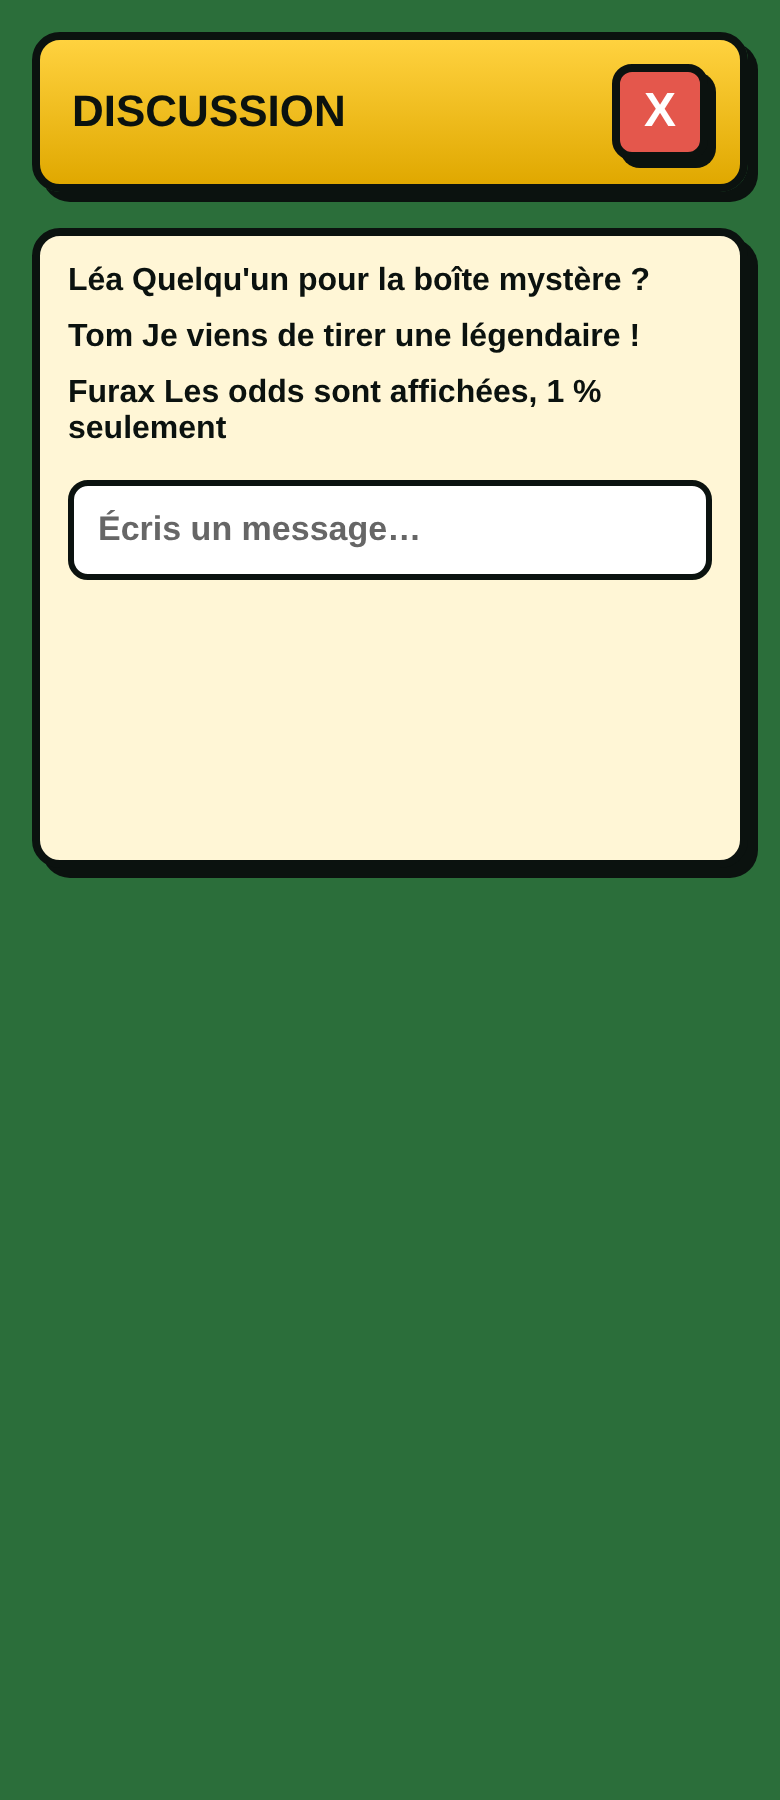 DISCUSSION
X
Léa Quelqu'un pour la boîte mystère ?
Tom Je viens de tirer une légendaire !
Furax Les odds sont affichées, 1 %
seulement
Écris un message…